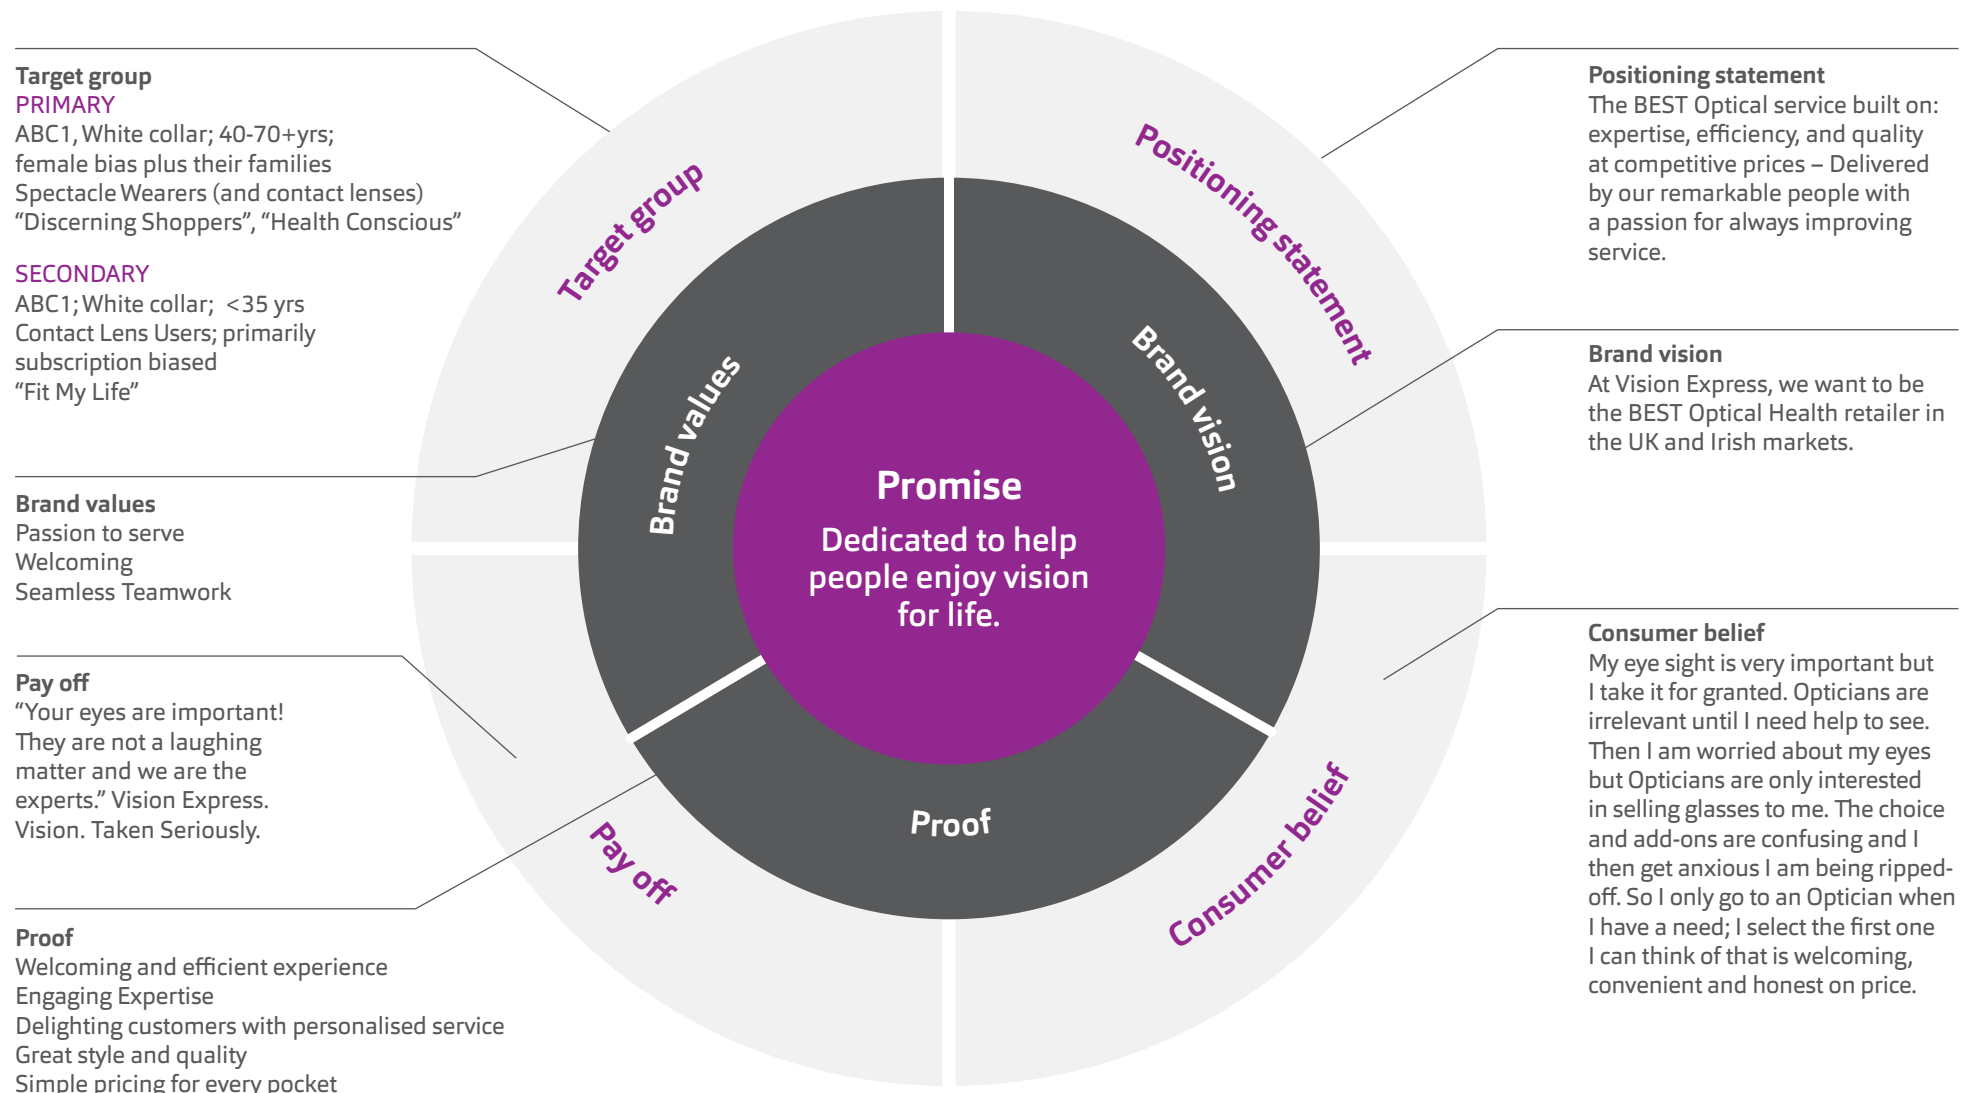 Target group
PRIMARY
ABC1, White collar; 40-70+yrs;
female bias plus their families
Spectacle Wearers (and contact lenses)
“Discerning Shoppers”, “Health Conscious”
SECONDARY
ABC1; White collar; <35 yrs
Contact Lens Users; primarily
subscription biased
“Fit My Life”
Brand values
Passion to serve
Welcoming
Seamless Teamwork
Pay off
“Your eyes are important!
They are not a laughing
matter and we are the
experts.” Vision Express.
Vision. Taken Seriously.
Proof
Welcoming and efficient experience
Engaging Expertise
Delighting customers with personalised service
Great style and quality
Simple pricing for every pocket
Target group
Positioning statement
Brand values
Brand vision
Promise
Dedicated to help
people enjoy vision
for life.
Proof
Pay off
Consumer belief
Positioning statement
The BEST Optical service built on:
expertise, efficiency, and quality
at competitive prices – Delivered
by our remarkable people with
a passion for always improving
service.
Brand vision
At Vision Express, we want to be
the BEST Optical Health retailer in
the UK and Irish markets.
Consumer belief
My eye sight is very important but
I take it for granted. Opticians are
irrelevant until I need help to see.
Then I am worried about my eyes
but Opticians are only interested
in selling glasses to me. The choice
and add-ons are confusing and I
then get anxious I am being ripped-
off. So I only go to an Optician when
I have a need; I select the first one
I can think of that is welcoming,
convenient and honest on price.